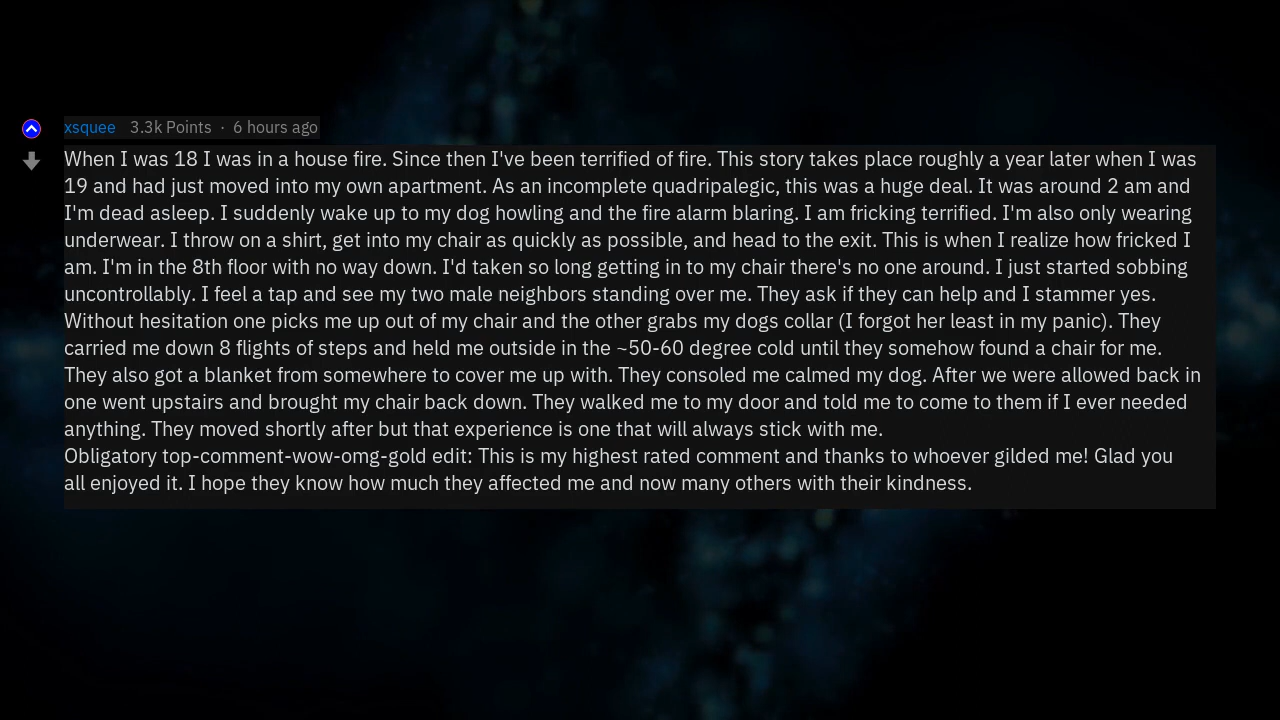 xsquee 3.3k Points · 6 hours ago
When I was 18 I was in a house fire. Since then I've been terrified of fire. This story takes place roughly a year later when I was
19 and had just moved into my own apartment. As an incomplete quadripalegic, this was a huge deal. It was around 2 am and
I'm dead asleep. I suddenly wake up to my dog howling and the fire alarm blaring. I am fricking terrified. I'm also only wearing
underwear. I throw on a shirt, get into my chair as quickly as possible, and head to the exit. This is when I realize how fricked I
am. I'm in the 8th floor with no way down. I'd taken so long getting in to my chair there's no one around. I just started sobbing
uncontrollably. I feel a tap and see my two male neighbors standing over me. They ask if they can help and I stammer yes.
Without hesitation one picks me up out of my chair and the other grabs my dogs collar (I forgot her least in my panic). They
carried me down 8 flights of steps and held me outside in the ~50-60 degree cold until they somehow found a chair for me.
They also got a blanket from somewhere to cover me up with. They consoled me calmed my dog. After we were allowed back in
one went upstairs and brought my chair back down. They walked me to my door and told me to come to them if I ever needed
anything. They moved shortly after but that experience is one that will always stick with me.
Obligatory top-comment-wow-omg-gold edit: This is my highest rated comment and thanks to whoever gilded me! Glad you
all enjoyed it. I hope they know how much they affected me and now many others with their kindness.